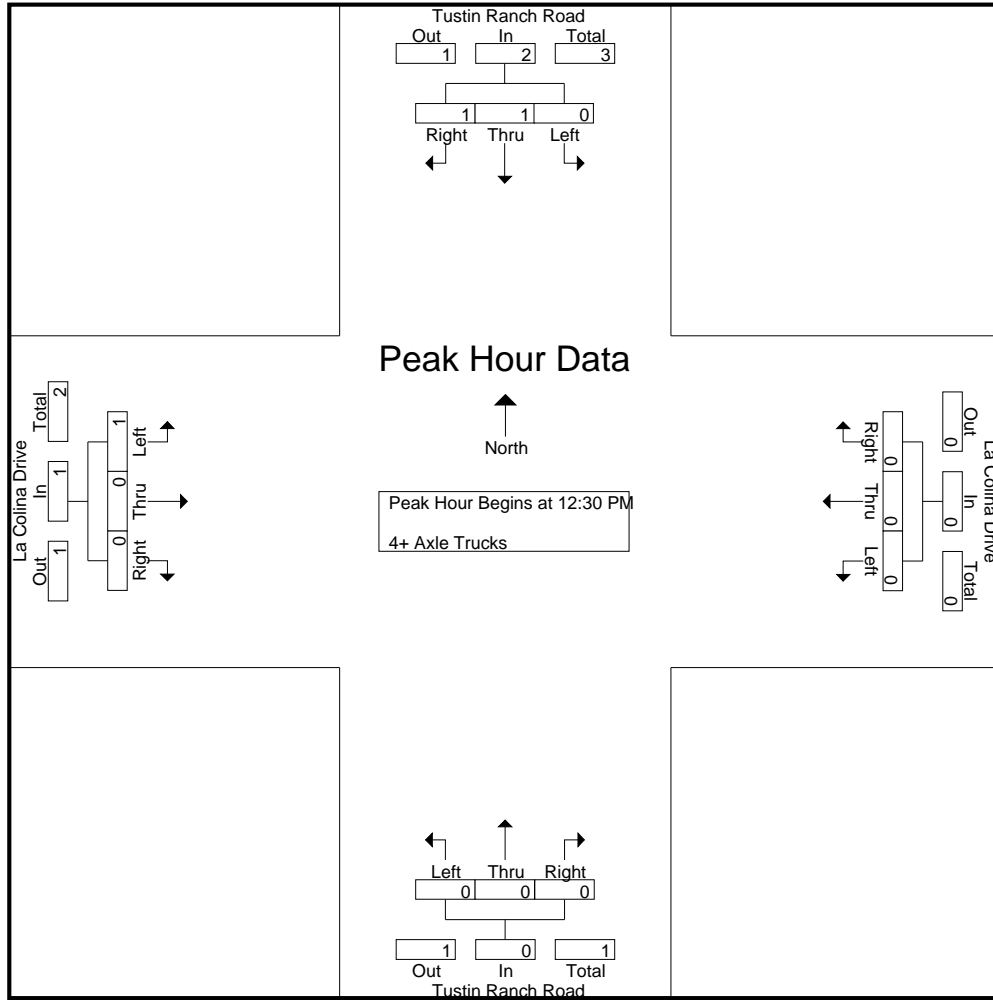 Tustin Ranch Road
Out In Total
1 2 3
1 1 0
Right Thru Left
Peak Hour Data
North
Peak Hour Begins at 12:30 PM
4+ Axle Trucks
La Colina Drive
Out In Total
1 1 2
0 0 1
Right Thru Left
La Colina Drive
Out In Total
0 0 0
Right Thru Left
0 0 0
Left Thru Right
0 0 0
1 0 1
Out In Total
Tustin Ranch Road